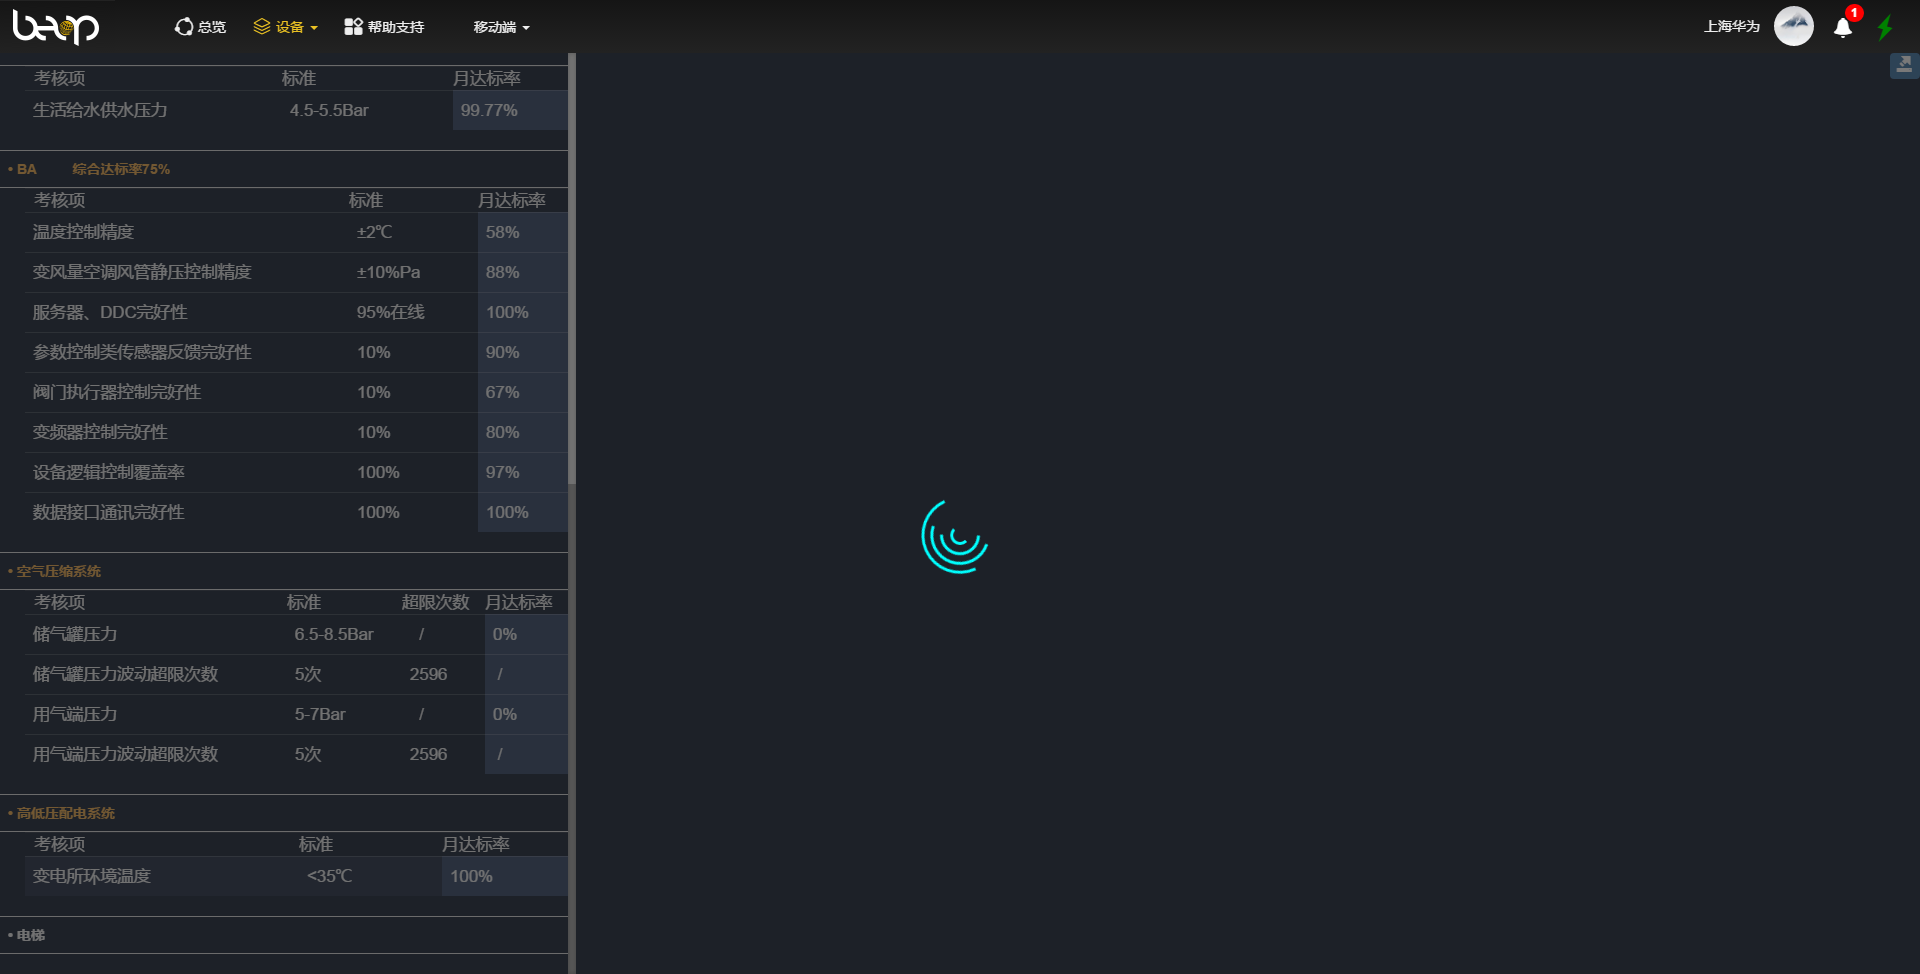 beop 总览 设备 帮助支持 移动端 上海华为 1
考核项 标准 月达标率
生活给水供水压力 4.5-5.5Bar 99.77%
• BA 综合达标率75%
考核项 标准 月达标率
温度控制精度 ±2℃ 58%
变风量空调风管静压控制精度 ±10%Pa 88%
服务器、DDC完好性 95%在线 100%
参数控制类传感器反馈完好性 10% 90%
阀门执行器控制完好性 10% 67%
变频器控制完好性 10% 80%
设备逻辑控制覆盖率 100% 97%
数据接口通讯完好性 100% 100%
• 空气压缩系统
考核项 标准 超限次数 月达标率
储气罐压力 6.5-8.5Bar / 0%
储气罐压力波动超限次数 5次 2596 /
用气端压力 5-7Bar / 0%
用气端压力波动超限次数 5次 2596 /
• 高低压配电系统
考核项 标准 月达标率
变电所环境温度 <35℃ 100%
• 电梯